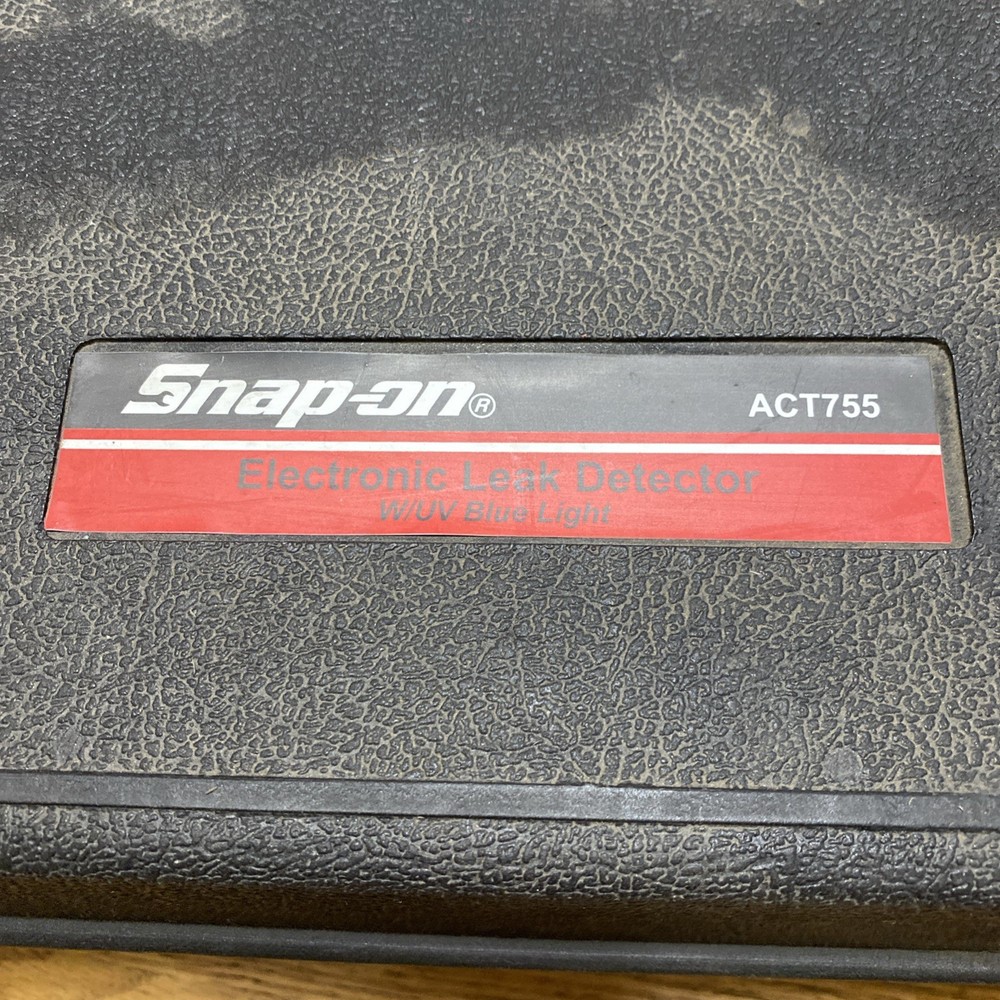 Snap-on® ACT755
Electronic Leak Detector
W/UV Blue Light